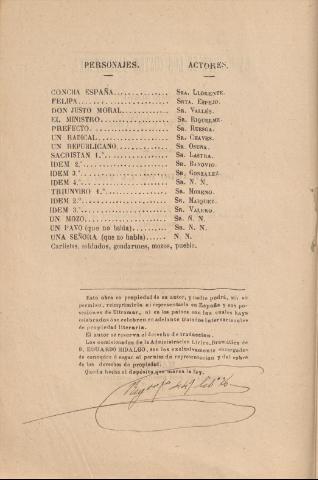 PERSONAJES. ACTORES.
CONCHA ESPAÑA.............. SRA. LLORENTE.
FELIPA...................... SRTA. ESPEJO.
DON JUSTO MORAL............ SR. VALLÉS.
EL MINISTRO................. SR. RIQUELME.
PREFECTO.................... SR. RUESGA.
UN RADICAL.................. SR. CHAVES.
UN REPUBLICANO............. SR. OSUNA.
SACRISTAN 1.°............... SR. LASTRA.
IDEM 2.°.................... SR. BANOVIO.
IDEM 3.°.................... SR. GONZALEZ.
IDEM 4.°.................... SR. N. N.
TRIUNVIRO 1.°............... SR. MORENO.
IDEM 2.°.................... SR. MAIQUEZ.
IDEM 3.°.................... SR. VALERO.
UN MOZO..................... SR. N. N.
UN PAVO (que no habla)....... SR. N. N.
UNA SEÑORA (que no habla).... N. N.
Carlistas, soldados, gendarmes, mozos, pueblo.
Esta obra es propiedad de su autor, y nadie podrá, sin su
permiso, reimprimirla ni representarla en España y sus po-
sesiones de Ultramar, ni en los países con los cuales haya
celebrados ó se celebren en adelante tratados internacionales
de propiedad literaria.
El autor se reserva el derecho de traduccion.
Los comisionados de la Administracion Lírico-Dramática de
D. EDUARDO HIDALGO, son los exclusivamente encargados
de conceder ó negar el permiso de representacion y del cobro
de los derechos de propiedad.
Queda hecho el depósito que marca la ley.